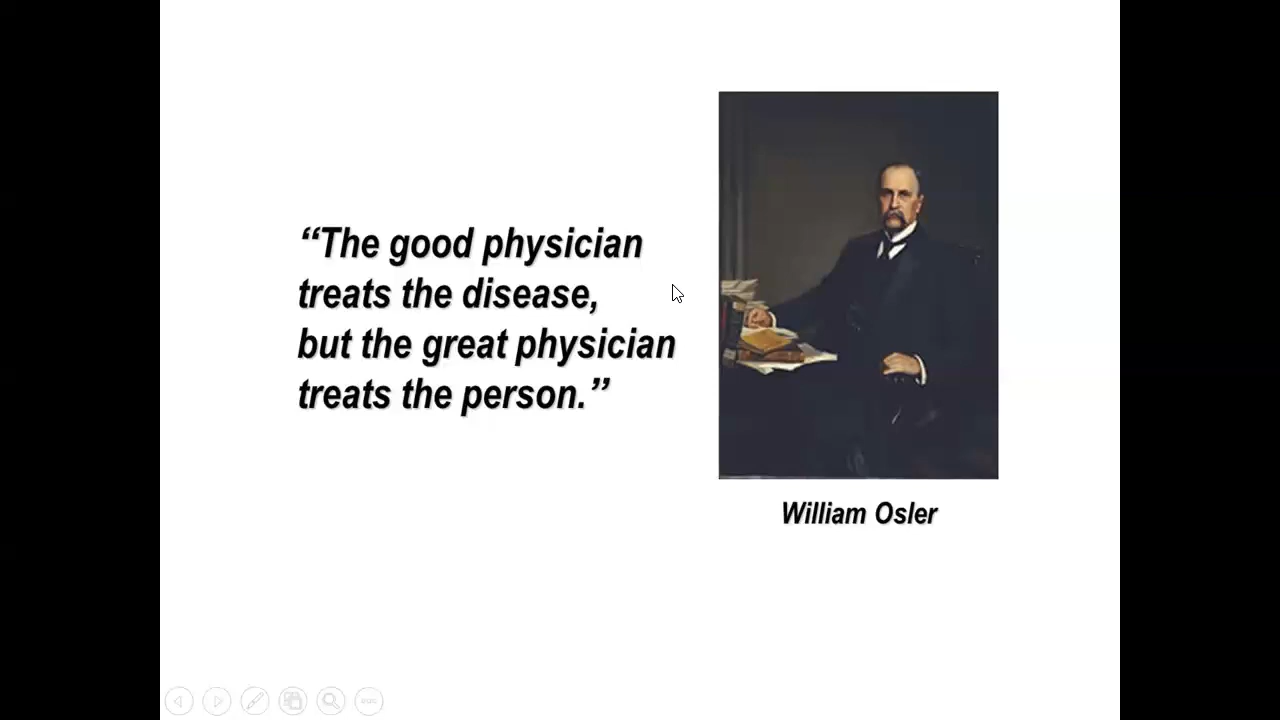 “The good physician
treats the disease,
but the great physician
treats the person.”
William Osler